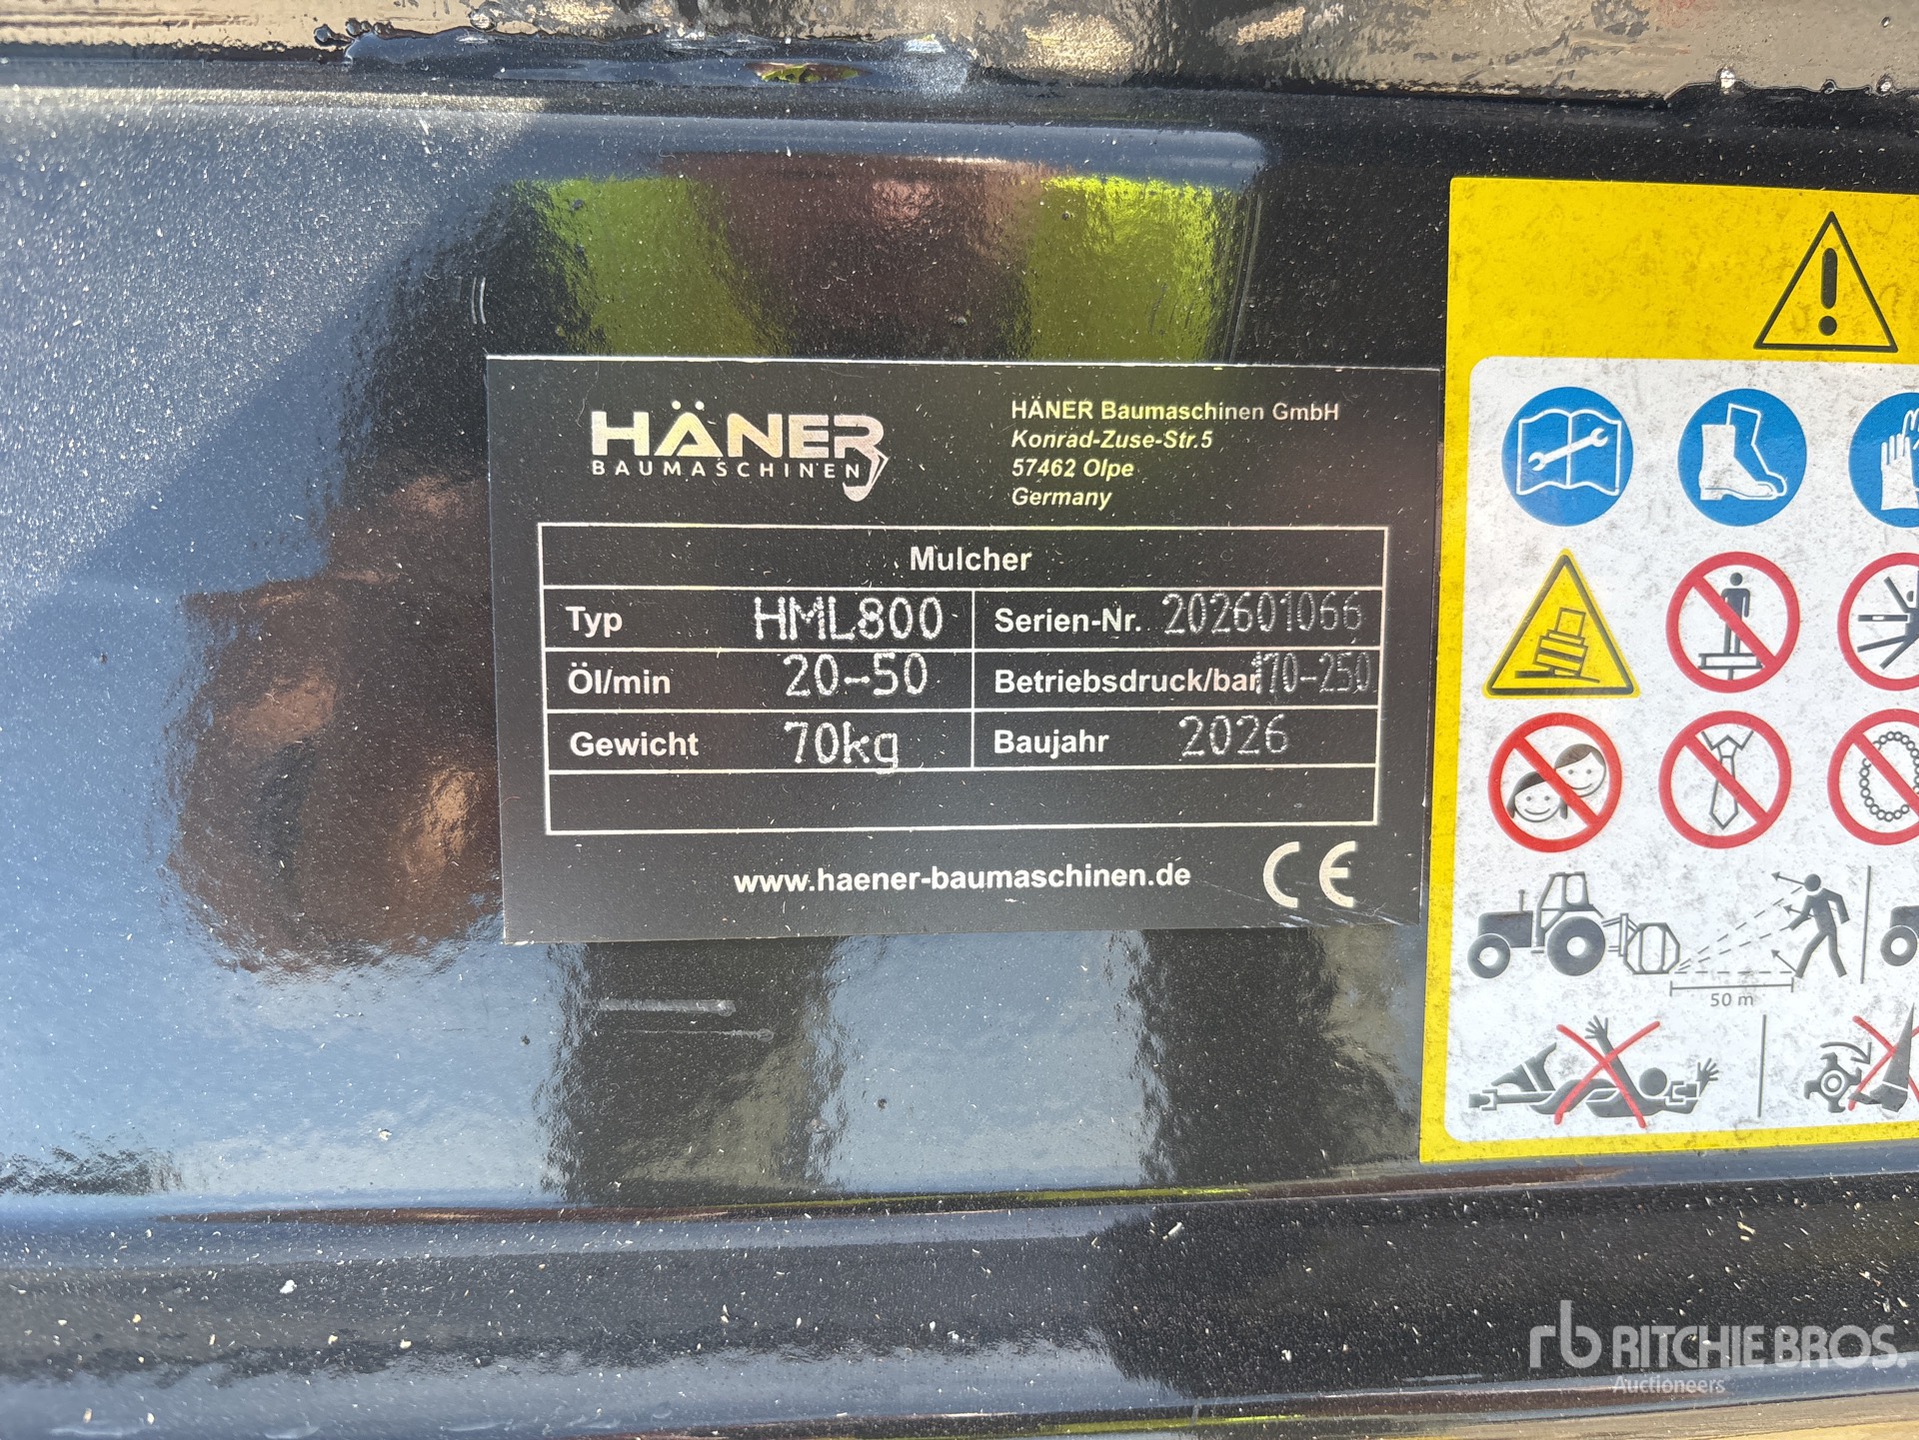 HÄNER
BAUMASCHINEN
HÄNER Baumaschinen GmbH
Konrad-Zuse-Str.5
57462 Olpe
Germany
Mulcher
Typ HML800 Serien-Nr. 202601066
Öl/min 20-50 Betriebsdruck/bar 170-250
Gewicht 70kg Baujahr 2026
www.haener-baumaschinen.de
CE
50 m
rb RITCHIE BROS.
Auctioneers